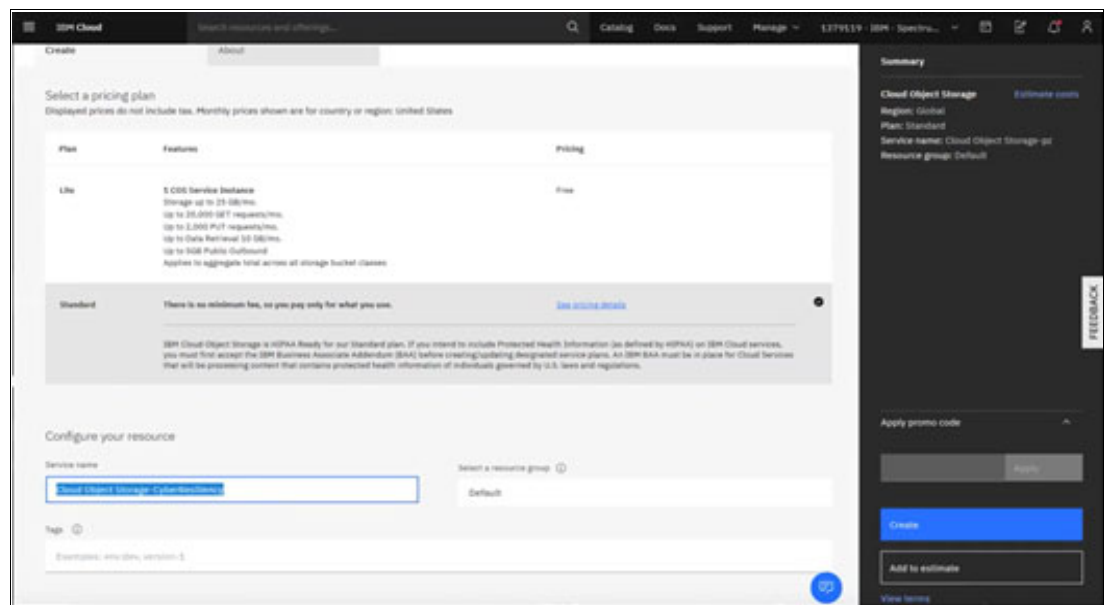 IBM Cloud
Search resources and offerings...
Catalog
Docs
Support
Manage
1379519 - IBM - Spectru...
Create
About
Select a pricing plan
Displayed prices do not include tax. Monthly prices shown are for country or region: United States
Plan
Features
Pricing
Lite
1 COS Service Instance
Free
Storage up to 25 GB/mo.
Up to 20,000 GET requests/mo.
Up to 2,000 PUT requests/mo.
Up to Data Retrieval 10 GB/mo.
Up to 5GB Public Outbound
Applies to aggregate total across all storage bucket classes
Standard
There is no minimum fee, so you pay only for what you use.
See pricing details
IBM Cloud Object Storage is HIPAA Ready for our Standard plan. If you intend to include Protected Health Information (as defined by HIPAA) on IBM Cloud services,
you must first accept the IBM Business Associate Addendum (BAA) before creating/updating designated service plans. An IBM BAA must be in place for Cloud Services
that will be processing content that contains protected health information of individuals governed by U.S. laws and regulations.
Configure your resource
Service name
Cloud Object Storage-CyberResiliency
Select a resource group
Default
Tags
Examples: env:dev, version-1
Summary
Cloud Object Storage
Estimate costs
Region: Global
Plan: Standard
Service name: Cloud Object Storage-pz
Resource group: Default
Apply promo code
Apply
Create
Add to estimate
View terms
FEEDBACK